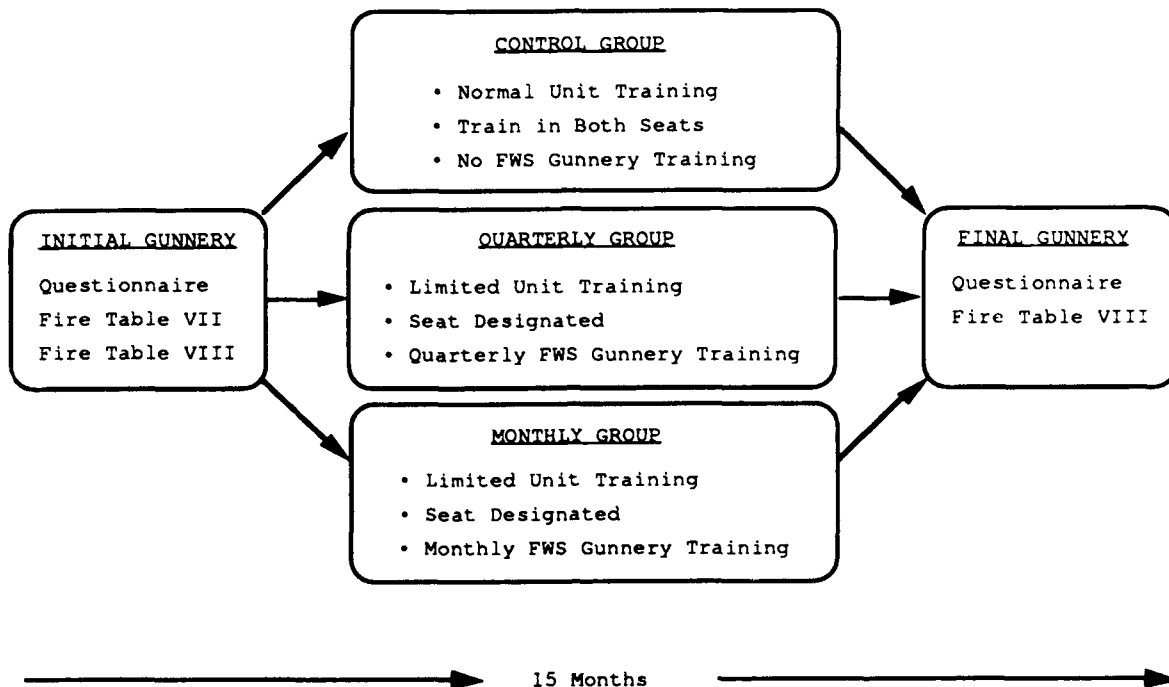 CONTROL GROUP
• Normal Unit Training
• Train in Both Seats
• No FWS Gunnery Training
INITIAL GUNNERY
Questionnaire
Fire Table VII
Fire Table VIII
QUARTERLY GROUP
• Limited Unit Training
• Seat Designated
• Quarterly FWS Gunnery Training
FINAL GUNNERY
Questionnaire
Fire Table VIII
MONTHLY GROUP
• Limited Unit Training
• Seat Designated
• Monthly FWS Gunnery Training
15 Months